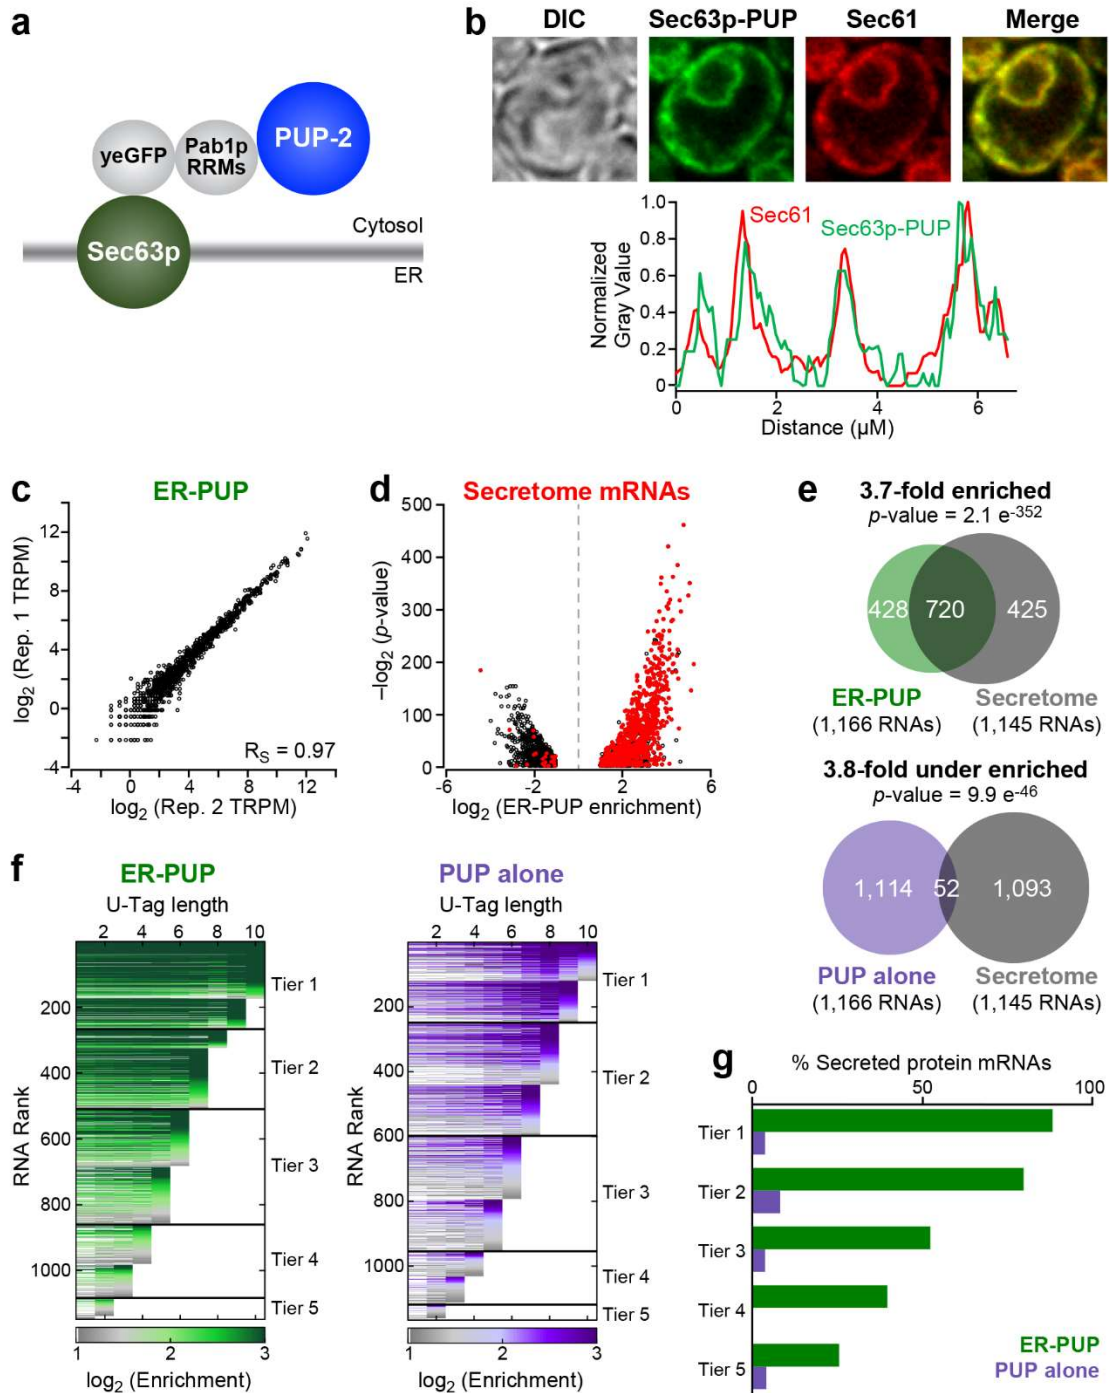 a
yeGFP
Pab1p
RRMs
PUP-2
Sec63p
Cytosol
ER
b
DIC
Sec63p-PUP
Sec61
Merge
Normalized
Gray Value
1.0
0.8
0.6
0.4
0.2
0
Sec61
Sec63p-PUP
0 2 4 6
Distance (µM)
c
ER-PUP
log2 (Rep. 1 TRPM)
12
8
4
0
-4
-4 0 4 8 12
RS = 0.97
log2 (Rep. 2 TRPM)
d
Secretome mRNAs
–log2 (p-value)
500
400
300
200
100
0
-6 -2 2 6
log2 (ER-PUP enrichment)
e
3.7-fold enriched
p-value = 2.1 e-352
428 720 425
ER-PUP
(1,166 RNAs)
Secretome
(1,145 RNAs)
3.8-fold under enriched
p-value = 9.9 e-46
1,114 52 1,093
PUP alone
(1,166 RNAs)
Secretome
(1,145 RNAs)
f
ER-PUP
U-Tag length
2 4 6 8 10
RNA Rank
200
400
600
800
1000
Tier 1
Tier 2
Tier 3
Tier 4
Tier 5
1 2 3
log2 (Enrichment)
PUP alone
U-Tag length
2 4 6 8 10
RNA Rank
200
400
600
800
1000
Tier 1
Tier 2
Tier 3
Tier 4
Tier 5
1 2 3
log2 (Enrichment)
g
% Secreted protein mRNAs
0 50 100
Tier 1
Tier 2
Tier 3
Tier 4
Tier 5
ER-PUP
PUP alone